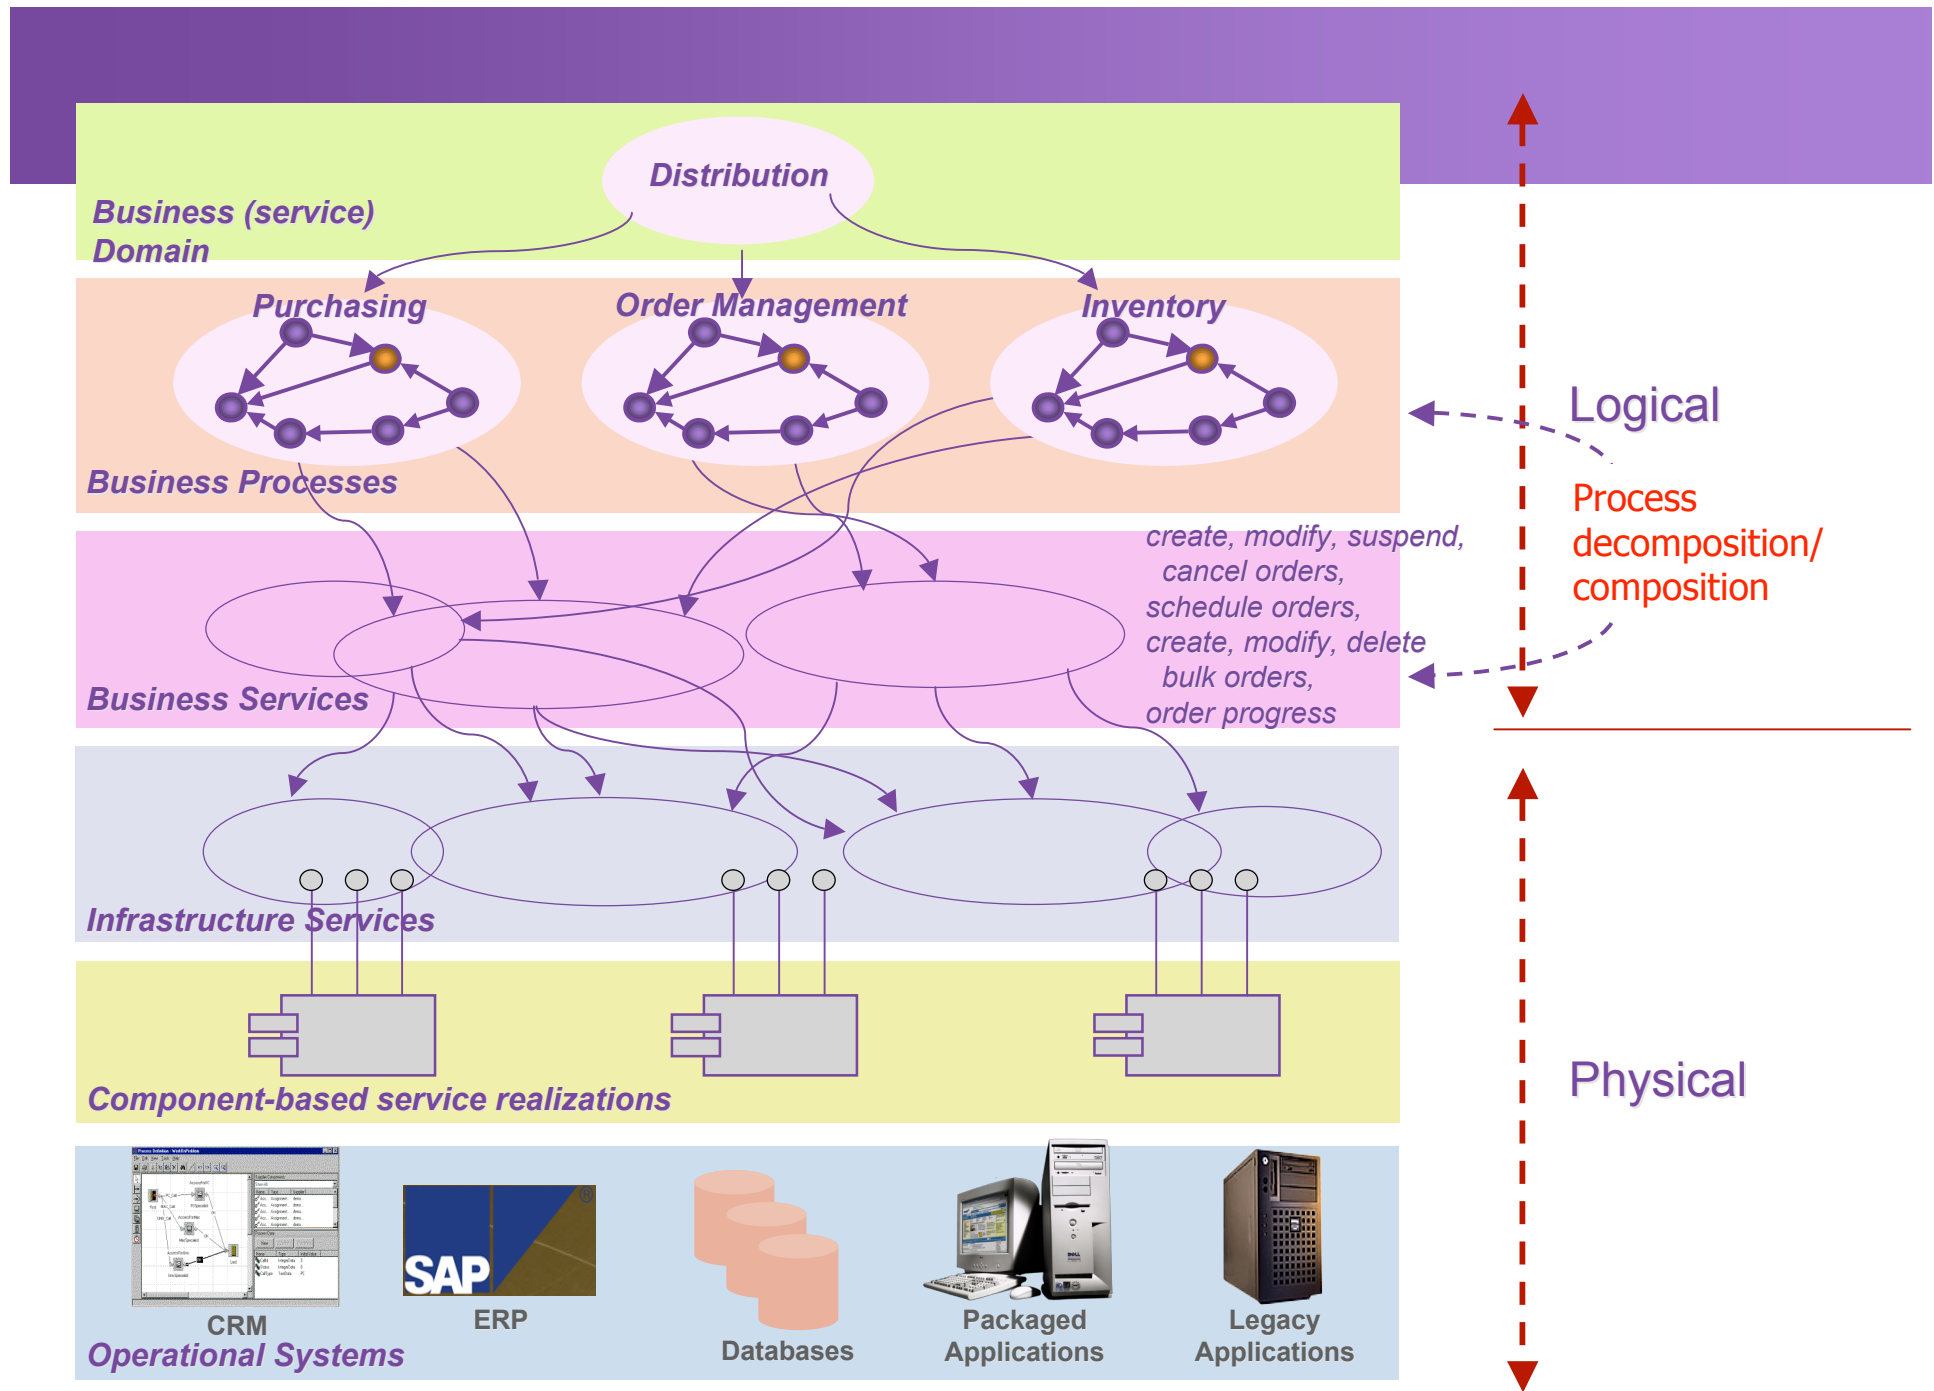 Distribution
Business (service)
Domain
Purchasing
Order Management
Inventory
Business Processes
Logical
Process
decomposition/
composition
create, modify, suspend,
cancel orders,
schedule orders,
create, modify, delete
bulk orders,
order progress
Business Services
Infrastructure Services
Component-based service realizations
Physical
SAP
®
CRM
ERP
Databases
Packaged
Applications
Legacy
Applications
Operational Systems